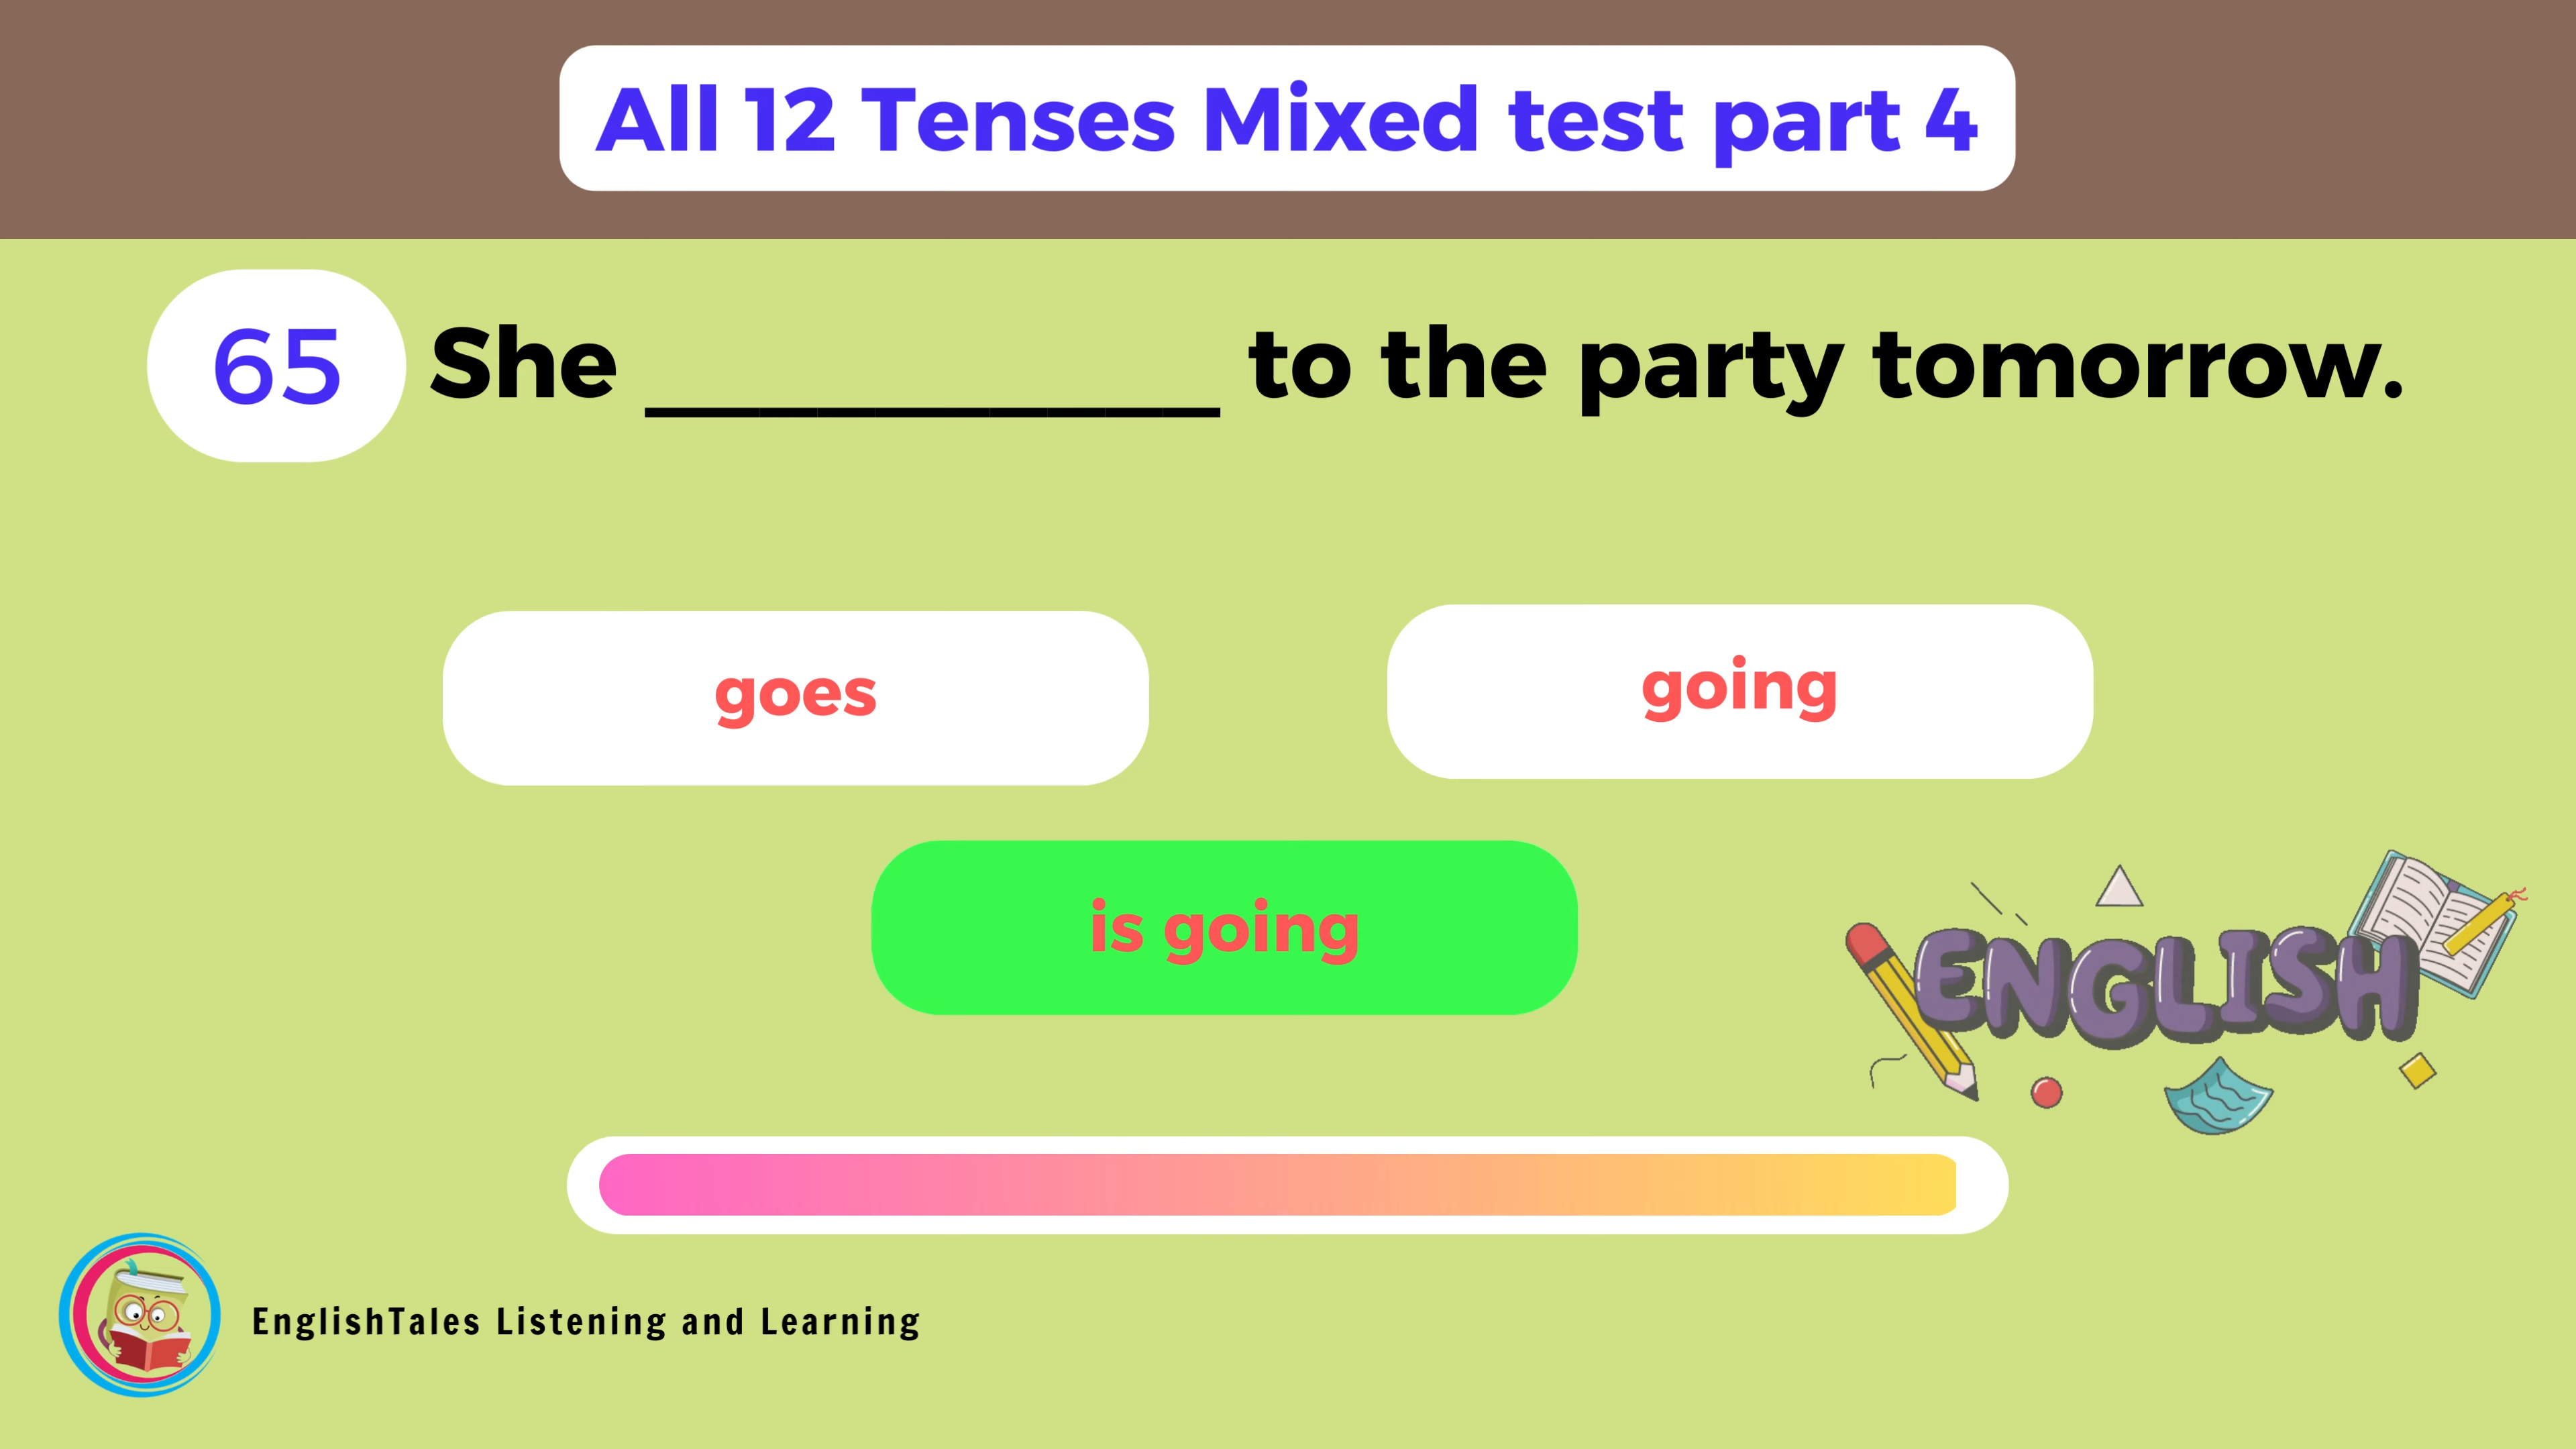 All 12 Tenses Mixed test part 4
65 She __________ to the party tomorrow.
goes
going
is going
ENGLISH
EnglishTales Listening and Learning